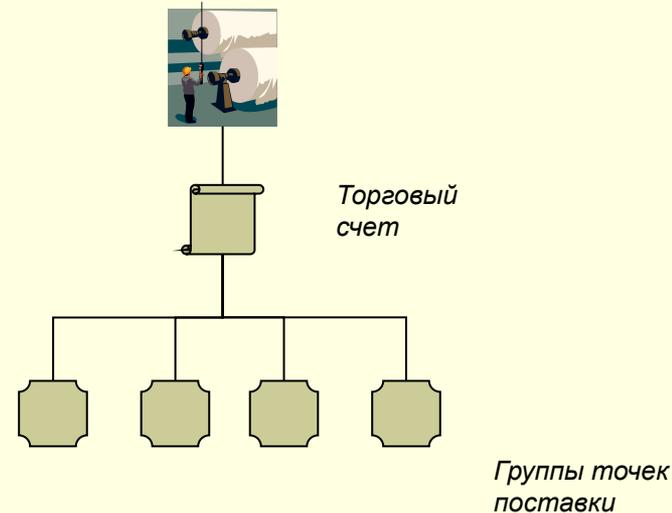 Торговый
счет
Группы точек
поставки